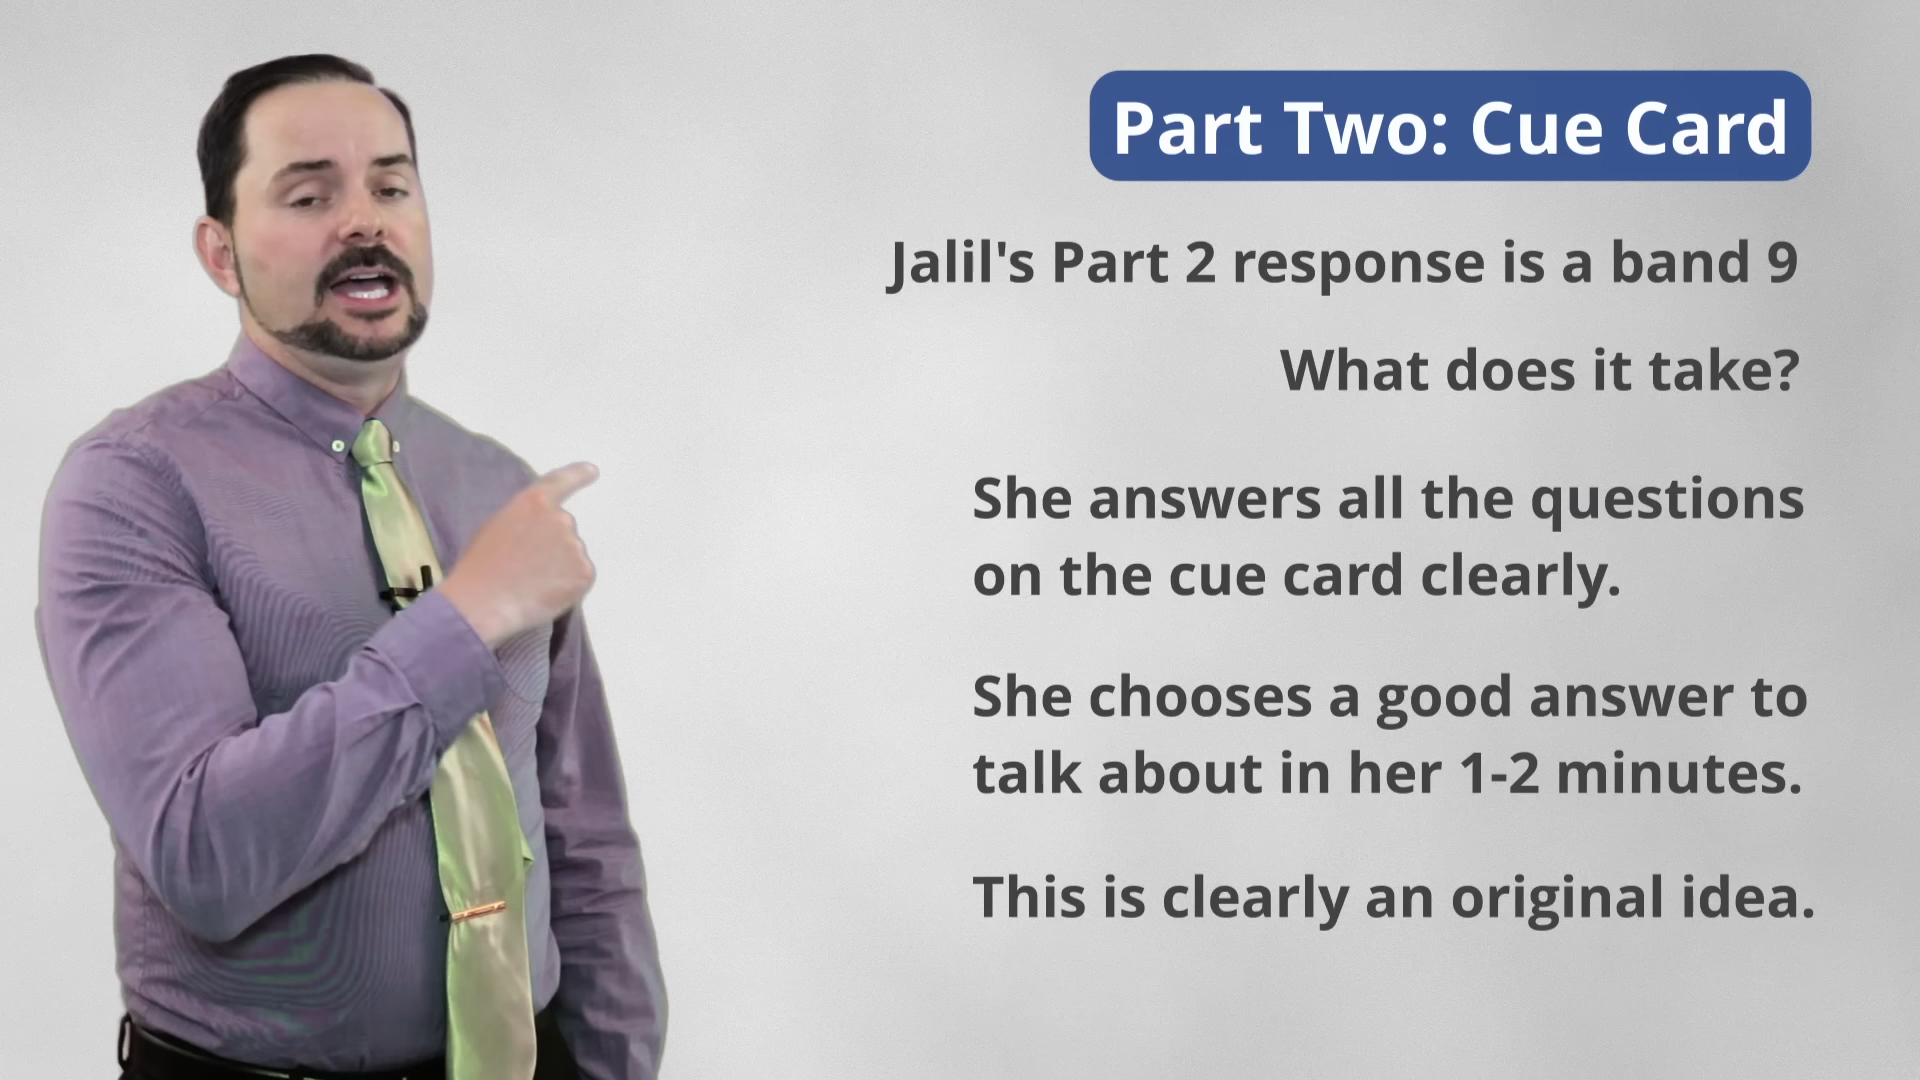 Part Two: Cue Card
Jalil's Part 2 response is a band 9
What does it take?
She answers all the questions
on the cue card clearly.
She chooses a good answer to
talk about in her 1-2 minutes.
This is clearly an original idea.